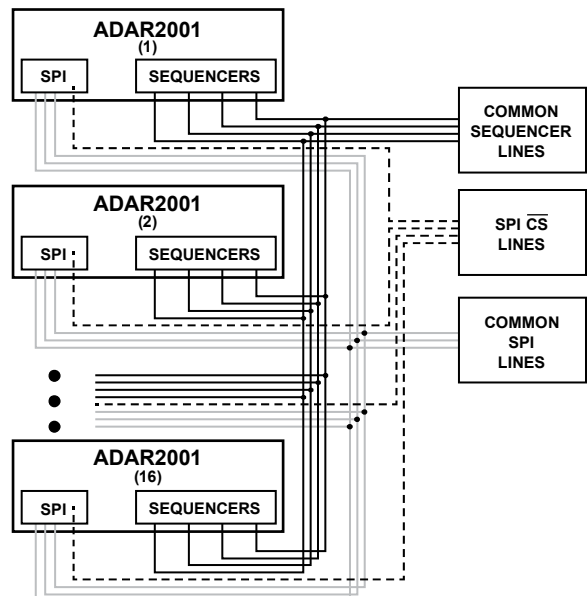 ADAR2001
(1)
SPI
SEQUENCERS
COMMON
SEQUENCER
LINES
ADAR2001
(2)
SPI
SEQUENCERS
SPI C̅S̅
LINES
COMMON
SPI
LINES
ADAR2001
(16)
SPI
SEQUENCERS